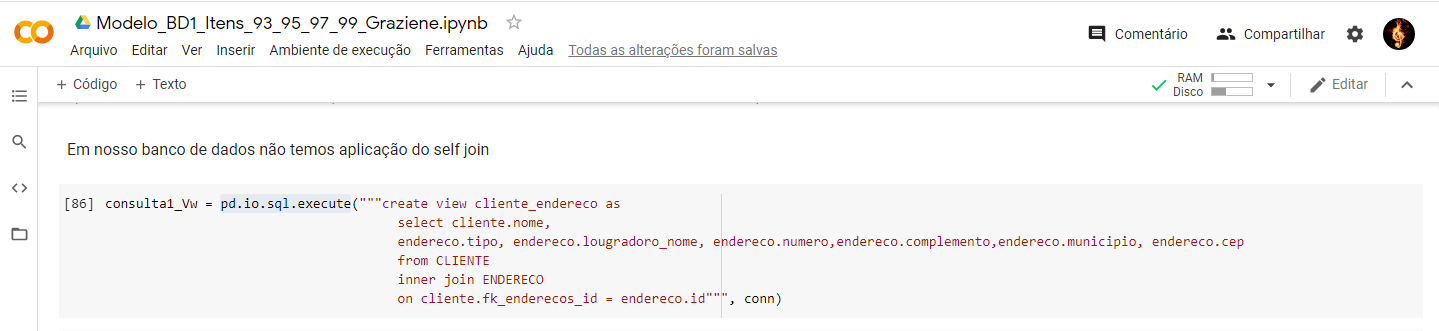 Modelo_BD1_Itens_93_95_97_99_Graziene.ipynb
Arquivo Editar Ver Inserir Ambiente de execução Ferramentas Ajuda Todas as alterações foram salvas
Comentário Compartilhar
+ Código + Texto
RAM
Disco
Editar
Em nosso banco de dados não temos aplicação do self join
[86] consulta1_Vw = pd.io.sql.execute("""create view cliente_endereco as
select cliente.nome,
endereco.tipo, endereco.lougradoro_nome, endereco.numero,endereco.complemento,endereco.municipio, endereco.cep
from CLIENTE
inner join ENDERECO
on cliente.fk_enderecos_id = endereco.id""", conn)